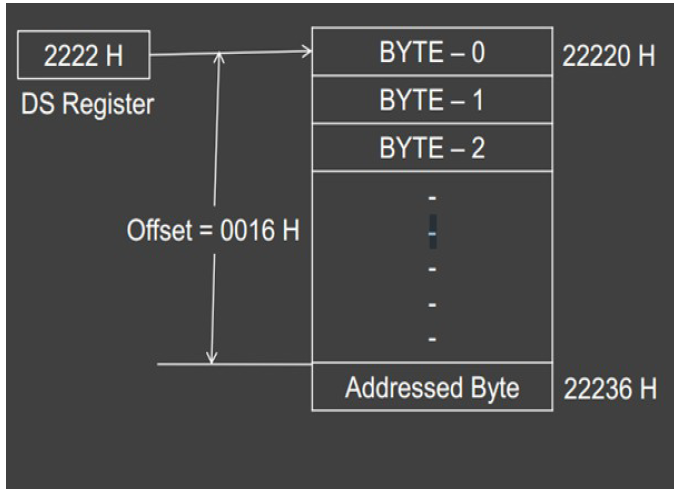 2222 H
DS Register
BYTE – 0
22220 H
BYTE – 1
BYTE – 2
-
-
-
-
-
Offset = 0016 H
Addressed Byte
22236 H